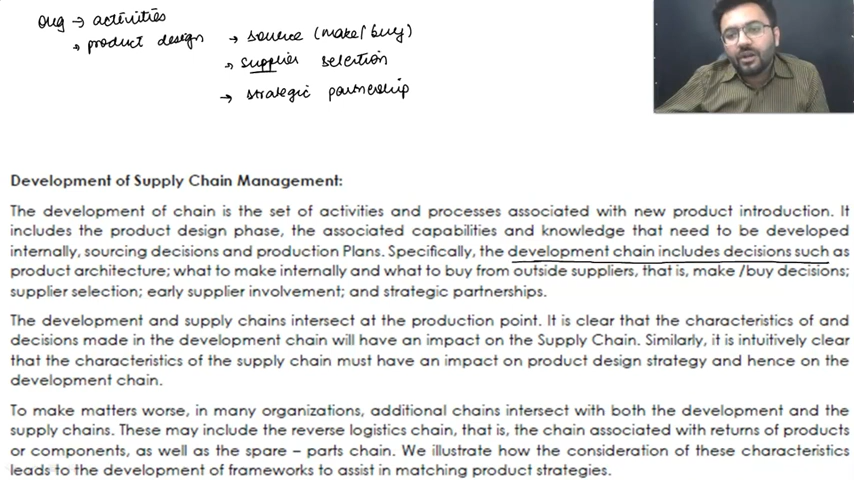 org → activities
→ product design → source (make/buy)
→ supplier selection
→ strategic partnership
Development of Supply Chain Management:
The development of chain is the set of activities and processes associated with new product introduction. It
includes the product design phase, the associated capabilities and knowledge that need to be developed
internally, sourcing decisions and production Plans. Specifically, the development chain includes decisions such as
product architecture; what to make internally and what to buy from outside suppliers, that is, make /buy decisions;
supplier selection; early supplier involvement; and strategic partnerships.
The development and supply chains intersect at the production point. It is clear that the characteristics of and
decisions made in the development chain will have an impact on the Supply Chain. Similarly, it is intuitively clear
that the characteristics of the supply chain must have an impact on product design strategy and hence on the
development chain.
To make matters worse, in many organizations, additional chains intersect with both the development and the
supply chains. These may include the reverse logistics chain, that is, the chain associated with returns of products
or components, as well as the spare – parts chain. We illustrate how the consideration of these characteristics
leads to the development of frameworks to assist in matching product strategies.